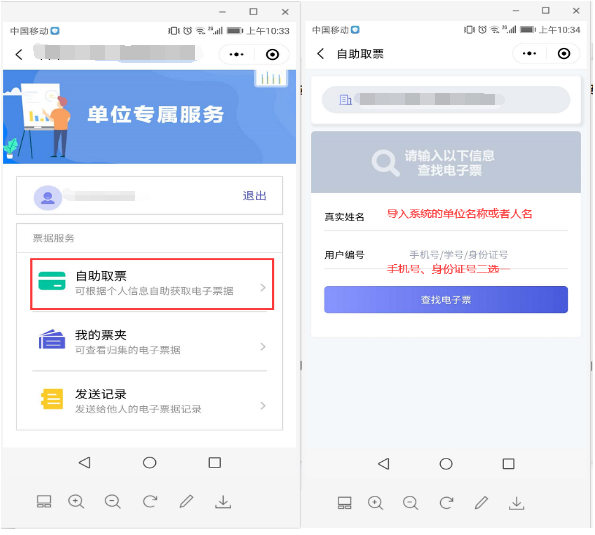 中国移动
上午10:33
单位专属服务
退出
票据服务
自助取票
可根据个人信息自助获取电子票据
我的票夹
可查看归集的电子票据
发送记录
发送给他人的电子票据记录
中国移动
上午10:34
自助取票
请输入以下信息
查找电子票
真实姓名
导入系统的单位名称或者人名
用户编号
手机号/学号/身份证号
手机号、身份证号二选一
查找电子票